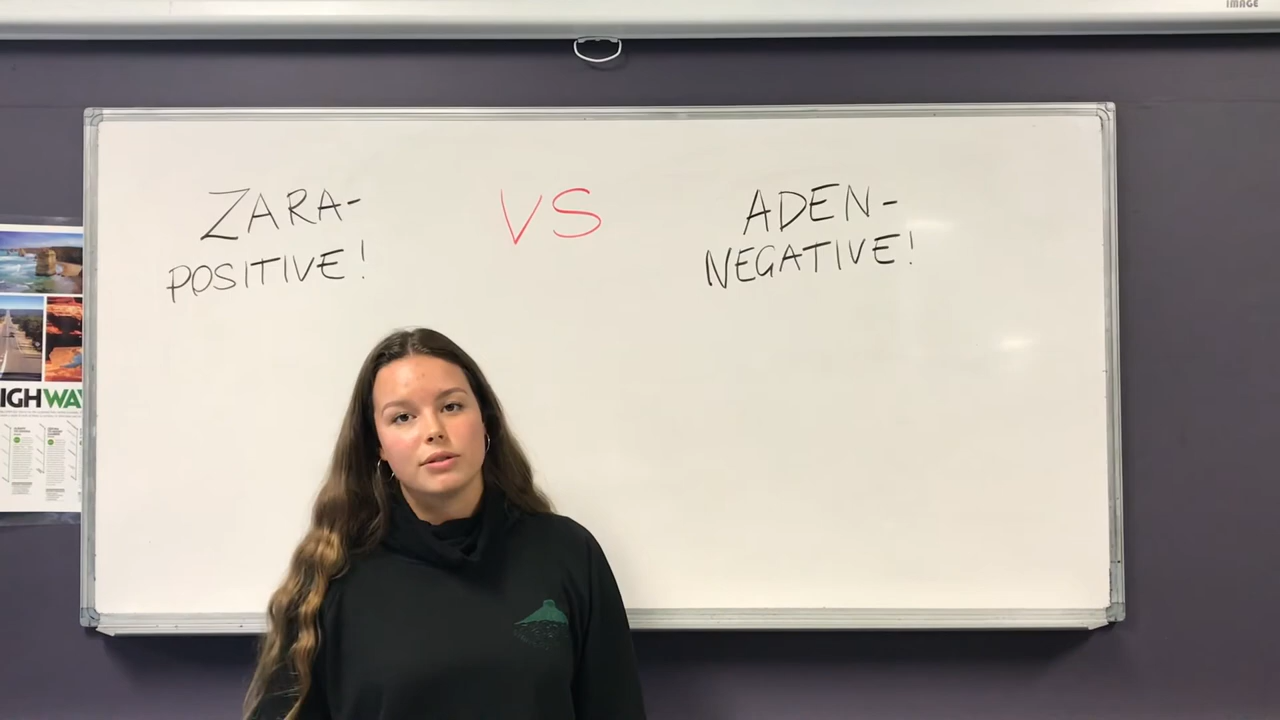 IMAGE
ZARA-
POSITIVE!
VS
ADEN-
NEGATIVE!
IGHWAY